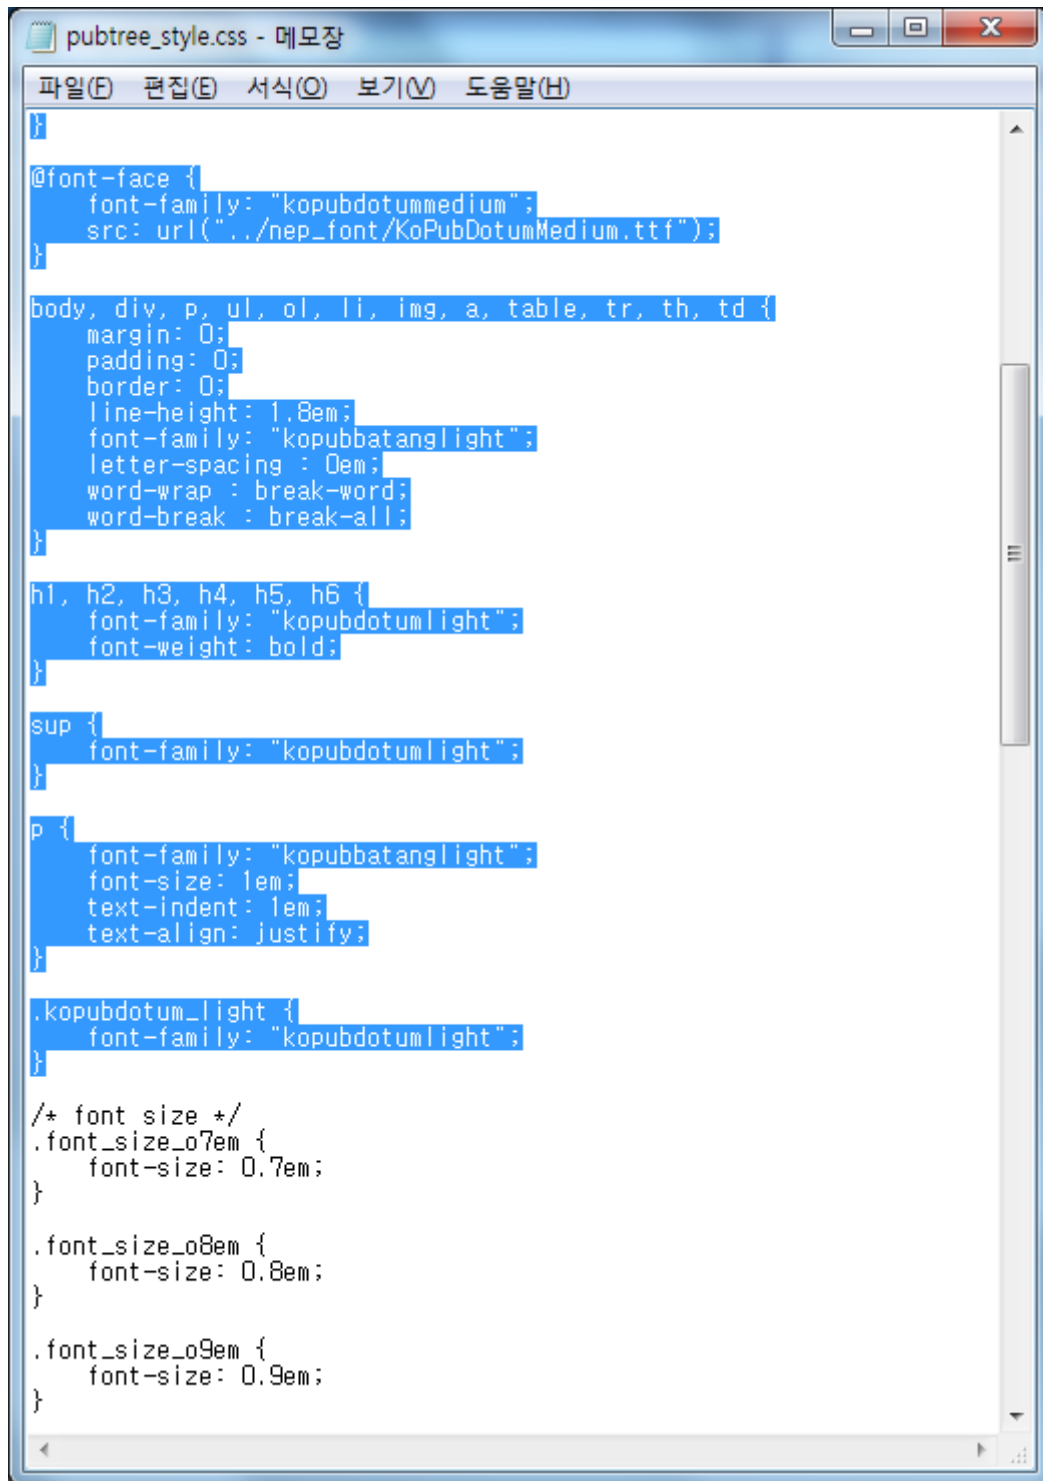 pubtree_style.css - 메모장
파일(F) 편집(E) 서식(O) 보기(V) 도움말(H)
}
@font-face {
font-family: "kopubdotummedium";
src: url("../nep_font/KoPubDotumMedium.ttf");
}
body, div, p, ul, ol, li, img, a, table, tr, th, td {
margin: 0;
padding: 0;
border: 0;
line-height: 1.8em;
font-family: "kopubbatanglight";
letter-spacing : 0em;
word-wrap : break-word;
word-break : break-all;
}
h1, h2, h3, h4, h5, h6 {
font-family: "kopubdotumlight";
font-weight: bold;
}
sup {
font-family: "kopubdotumlight";
}
p {
font-family: "kopubbatanglight";
font-size: 1em;
text-indent: 1em;
text-align: justify;
}
.kopubdotum_light {
font-family: "kopubdotumlight";
}
/* font size */
.font_size_o7em {
font-size: 0.7em;
}
.font_size_o8em {
font-size: 0.8em;
}
.font_size_o9em {
font-size: 0.9em;
}